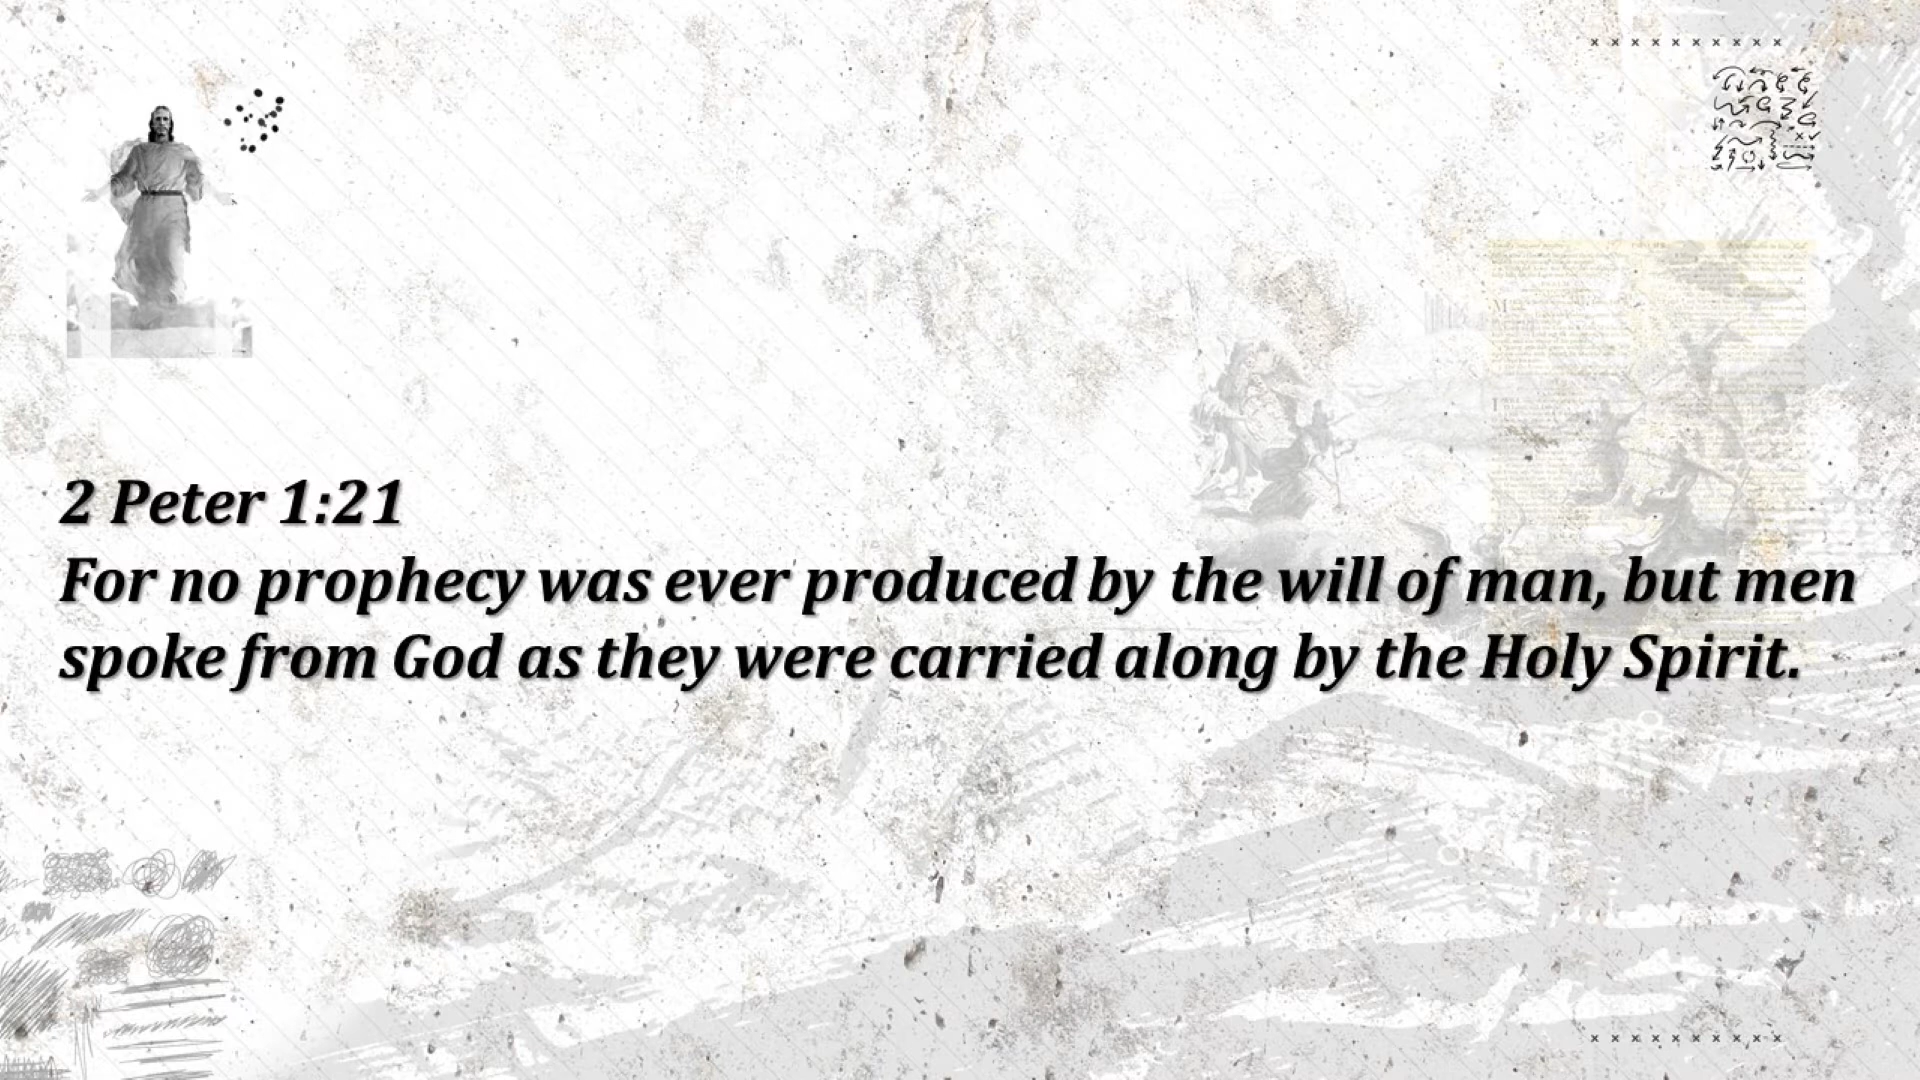 2 Peter 1:21
For no prophecy was ever produced by the will of man, but men
spoke from God as they were carried along by the Holy Spirit.